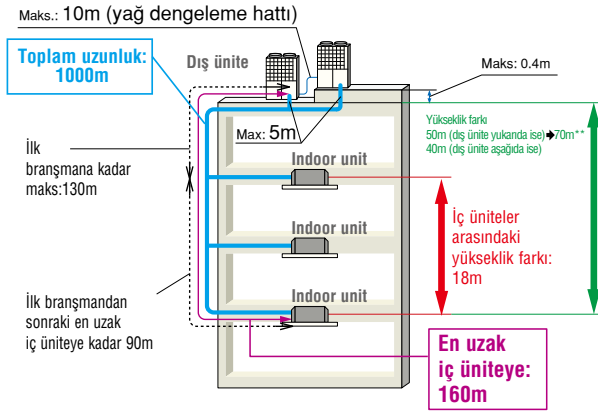 Maks.: 10m (yağ dengeleme hattı)
Toplam uzunluk:
1000m
Dış ünite
Maks: 0.4m
Max: 5m
Yükseklik farkı
50m (dış ünite yukarıda ise)➔70m**
40m (dış ünite aşağıda ise)
İlk
branşmana kadar
maks:130m
Indoor unit
Indoor unit
İç üniteler
arasındaki
yükseklik farkı:
18m
Indoor unit
İlk branşmandan
sonraki en uzak
iç üniteye kadar 90m
En uzak
iç üniteye:
160m